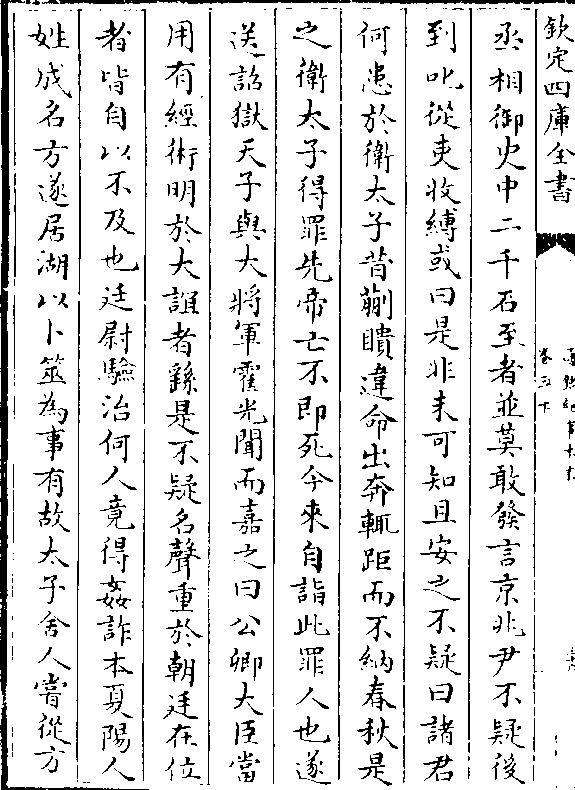 欽定四庫全書
丞相御史中二千石至者並莫敢發言京兆尹不疑後
到叱從吏收縛或曰是非未可知且安之不疑曰諸君
何患於衛太子昔蒯聵違命出奔輒距而不納春秋是
之衛太子得罪先帝亡不即死今來自詣此罪人也遂
送詔獄天子與大將軍霍光聞而嘉之曰公卿大臣當
用有經術明於大誼者繇是不疑名聲重於朝廷在位
者皆自以不及也廷尉驗治何人竟得姦詐本夏陽人
姓成名方遂居湖以卜筮為事有故太子舍人嘗從方